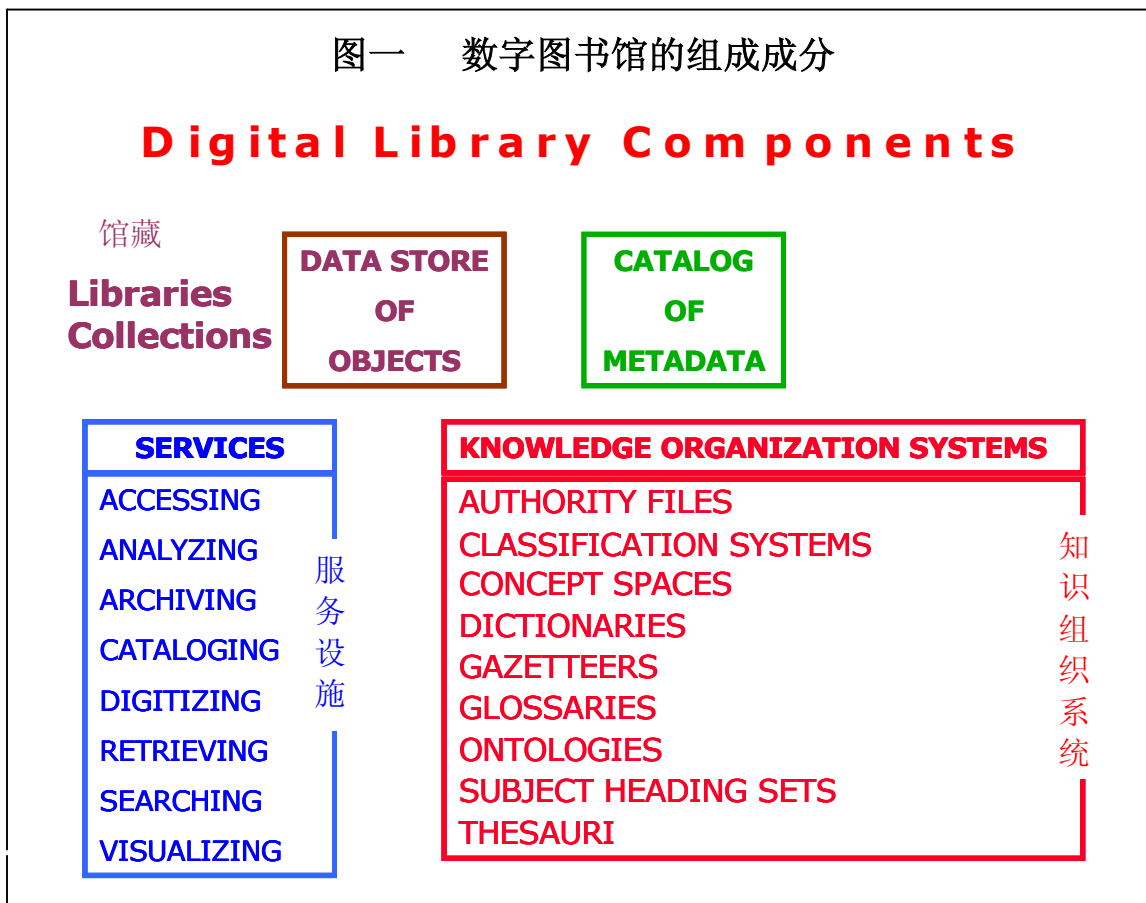 图一 数字图书馆的组成成分
Digital Library Components
馆藏
Libraries
Collections
DATA STORE
OF
OBJECTS
CATALOG
OF
METADATA
SERVICES
ACCESSING
ANALYZING
ARCHIVING
CATALOGING
DIGITIZING
RETRIEVING
SEARCHING
VISUALIZING
服务设施
KNOWLEDGE ORGANIZATION SYSTEMS
AUTHORITY FILES
CLASSIFICATION SYSTEMS
CONCEPT SPACES
DICTIONARIES
GAZETTEERS
GLOSSARIES
ONTOLOGIES
SUBJECT HEADING SETS
THESAURI
知识组织系统